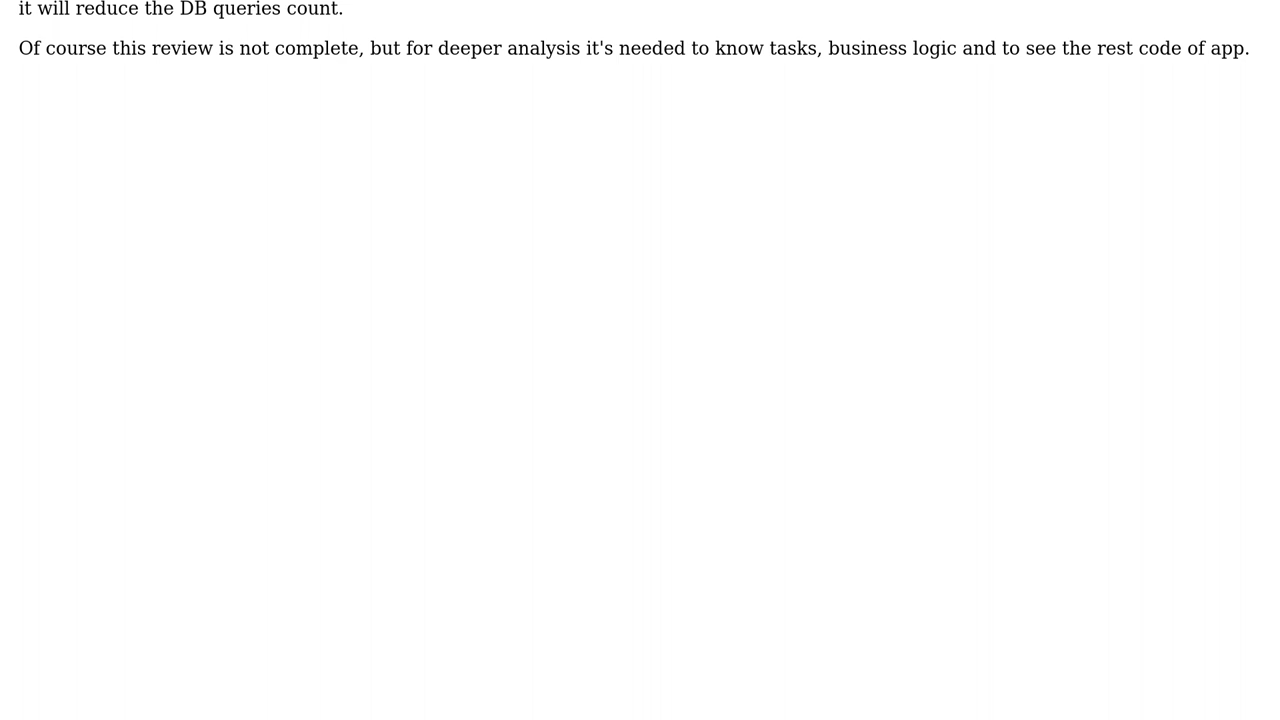 it will reduce the DB queries count.
Of course this review is not complete, but for deeper analysis it's needed to know tasks, business logic and to see the rest code of app.